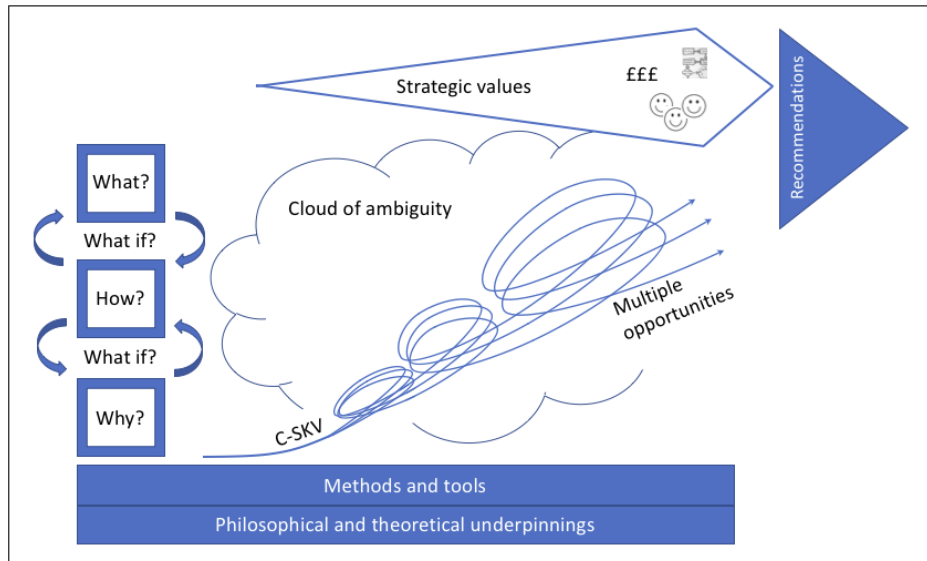 Strategic values
£££
Recommendations
What?
What if?
How?
What if?
Why?
Cloud of ambiguity
Multiple
opportunities
C-SKV
Methods and tools
Philosophical and theoretical underpinnings